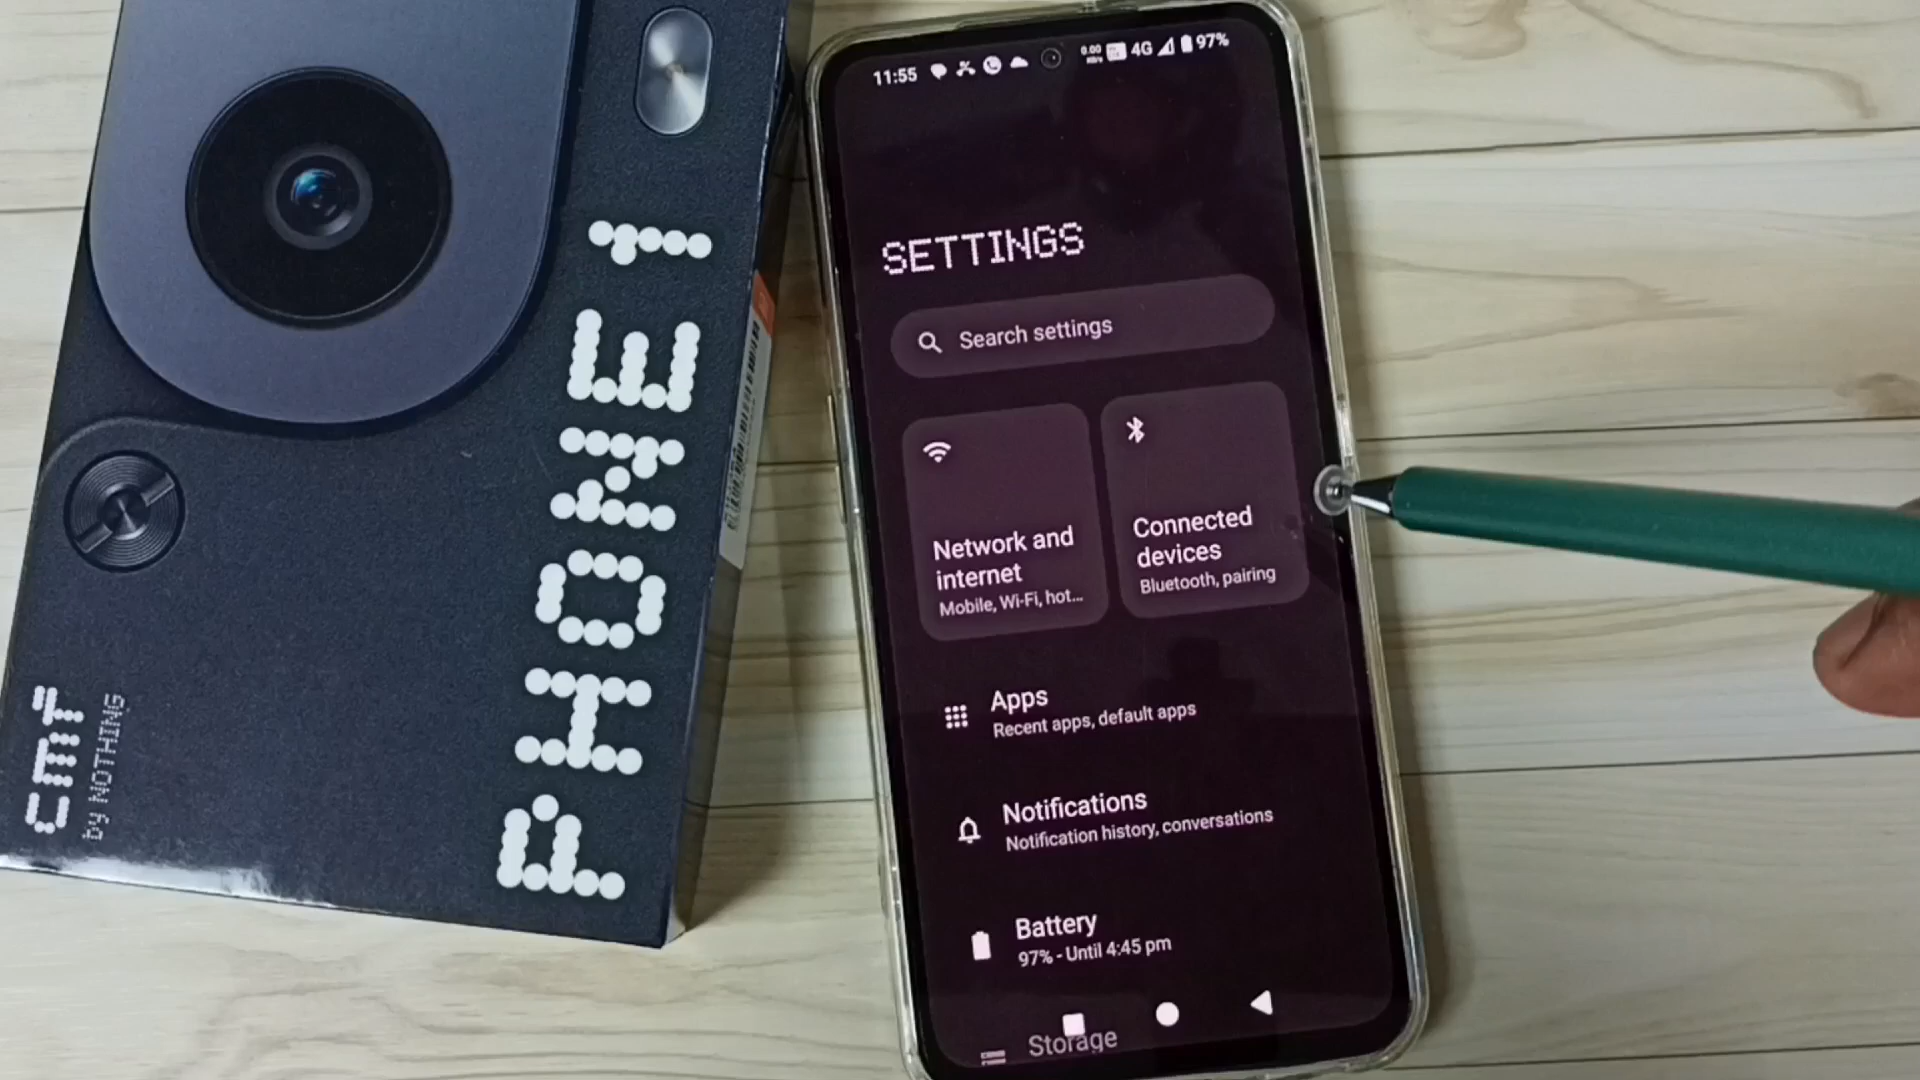 PHONE 1
cmf
by NOTHING
11:55
0.00
4G
97%
SETTINGS
Search settings
Network and
internet
Mobile, Wi-Fi, hot...
Connected
devices
Bluetooth, pairing
Apps
Recent apps, default apps
Notifications
Notification history, conversations
Battery
97% - Until 4:45 pm
Storage